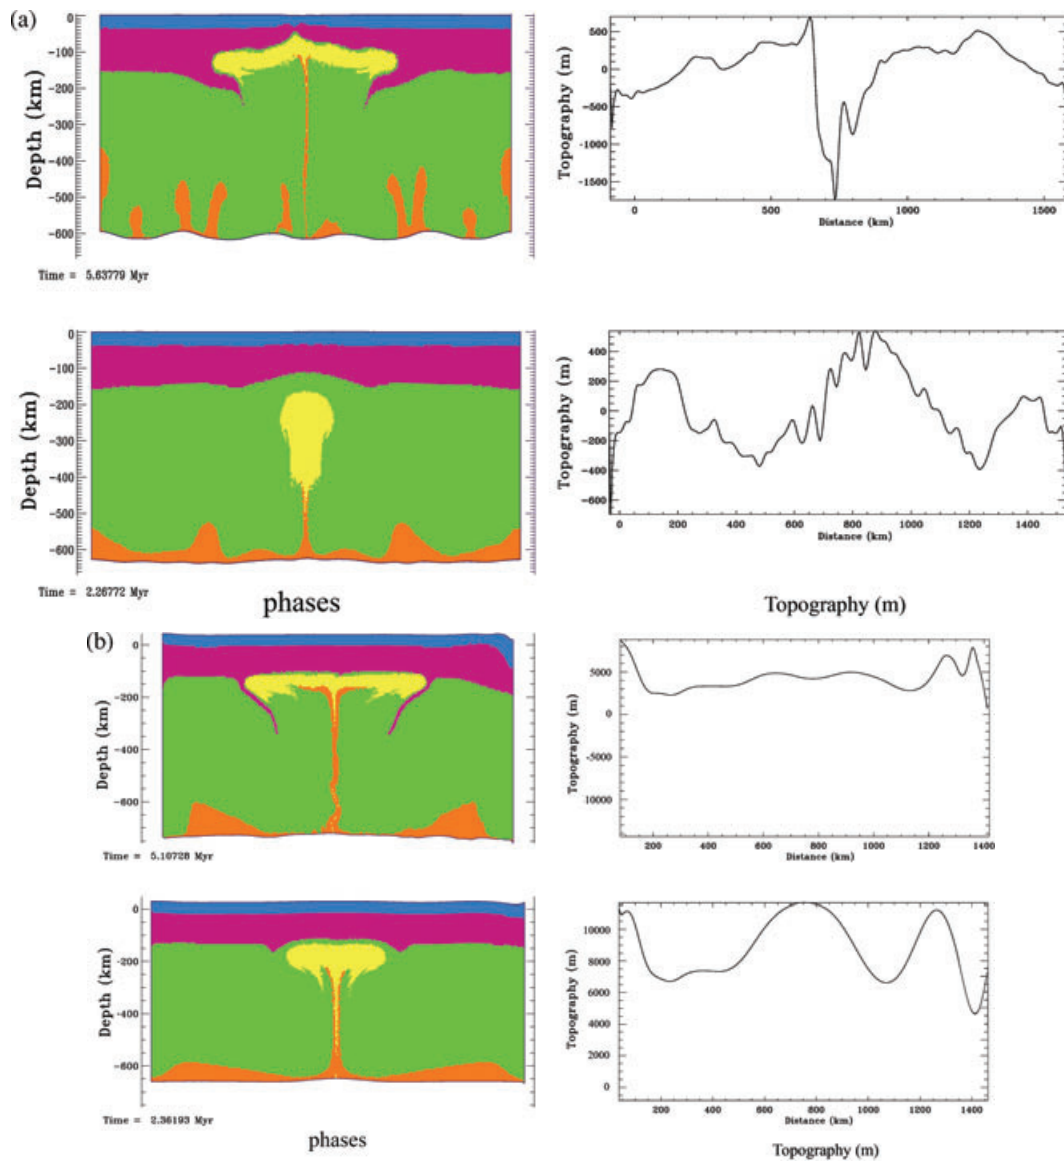 (a)
Depth (km)
0
-100
-200
-300
-400
-500
-600
Time = 5.63779 Myr
Topography (m)
500
0
-500
-1000
-1500
0 500 1000 1500
Distance (km)
Depth (km)
0
-100
-200
-300
-400
-500
-600
Time = 2.26772 Myr
phases
Topography (m)
400
200
0
-200
-400
-600
0 200 400 600 800 1000 1200 1400
Distance (km)
Topography (m)
(b)
Depth (km)
0
-200
-400
-600
Time = 5.10728 Myr
Topography (m)
5000
0
-5000
10000
200 400 600 800 1000 1200 1400
Distance (km)
Depth (km)
0
-200
-400
-600
Time = 2.36193 Myr
phases
Topography (m)
10000
8000
6000
4000
2000
0
200 400 600 800 1000 1200 1400
Distance (km)
Topography (m)